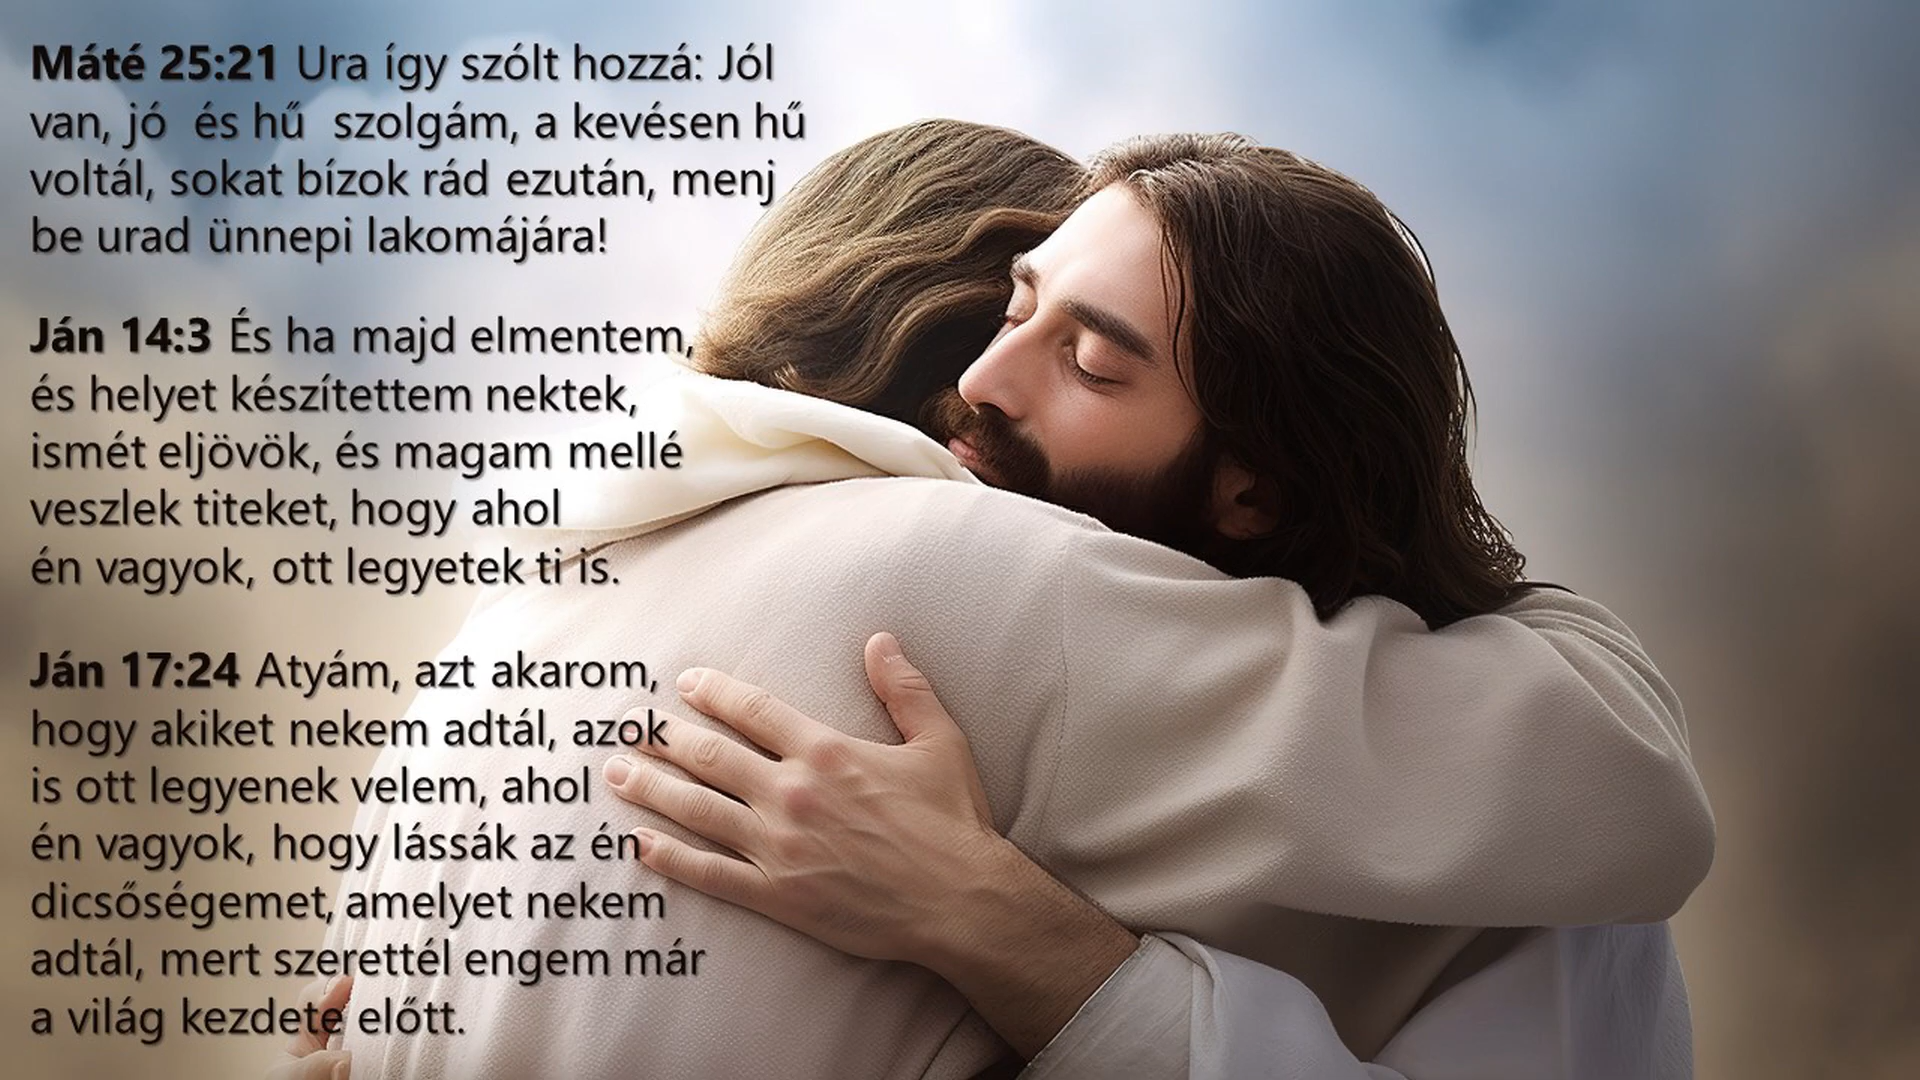 Máté 25:21 Ura így szólt hozzá: Jól
van, jó és hű szolgám, a kevésen hű
voltál, sokat bízok rád ezután, menj
be urad ünnepi lakomájára!
Ján 14:3 És ha majd elmentem,
és helyet készítettem nektek,
ismét eljövök, és magam mellé
veszlek titeket, hogy ahol
én vagyok, ott legyetek ti is.
Ján 17:24 Atyám, azt akarom,
hogy akiket nekem adtál, azok
is ott legyenek velem, ahol
én vagyok, hogy lássák az én
dicsőségemet, amelyet nekem
adtál, mert szerettél engem már
a világ kezdete előtt.